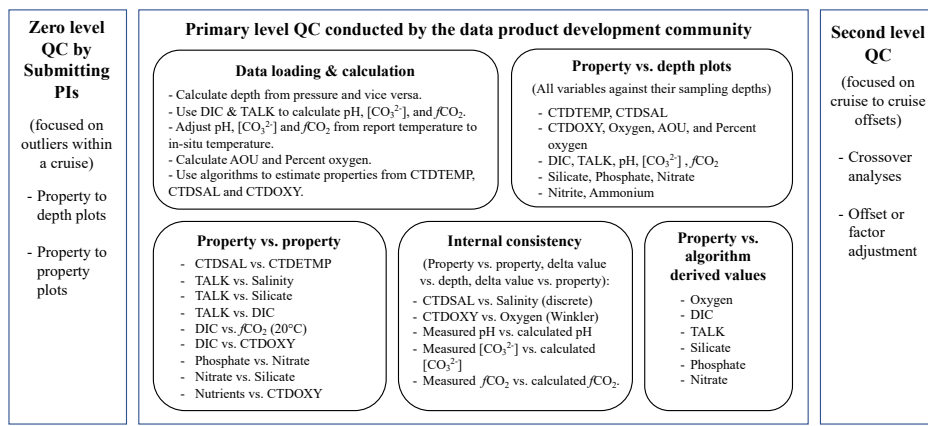 Zero level
QC by
Submitting
PIs
(focused on
outliers within
a cruise)
- Property to
depth plots
- Property to
property
plots
Primary level QC conducted by the data product development community
Data loading & calculation
- Calculate depth from pressure and vice versa.
- Use DIC & TALK to calculate pH, [CO₃²⁻], and fCO₂.
- Adjust pH, [CO₃²⁻] and fCO₂ from report temperature to
in-situ temperature.
- Calculate AOU and Percent oxygen.
- Use algorithms to estimate properties from CTDTEMP,
CTDSAL and CTDOXY.
Property vs. depth plots
(All variables against their sampling depths)
- CTDTEMP, CTDSAL
- CTDOXY, Oxygen, AOU, and Percent
oxygen
- DIC, TALK, pH, [CO₃²⁻] , fCO₂
- Silicate, Phosphate, Nitrate
- Nitrite, Ammonium
Property vs. property
- CTDSAL vs. CTDETMP
- TALK vs. Salinity
- TALK vs. Silicate
- TALK vs. DIC
- DIC vs. fCO₂ (20°C)
- DIC vs. CTDOXY
- Phosphate vs. Nitrate
- Nitrate vs. Silicate
- Nutrients vs. CTDOXY
Internal consistency
(Property vs. property, delta value
vs. depth, delta value vs. property):
- CTDSAL vs. Salinity (discrete)
- CTDOXY vs. Oxygen (Winkler)
- Measured pH vs. calculated pH
- Measured [CO₃²⁻] vs. calculated
[CO₃²⁻]
- Measured fCO₂ vs. calculated fCO₂.
Property vs.
algorithm
derived values
- Oxygen
- DIC
- TALK
- Silicate
- Phosphate
- Nitrate
Second level
QC
(focused on
cruise to cruise
offsets)
- Crossover
analyses
- Offset or
factor
adjustment